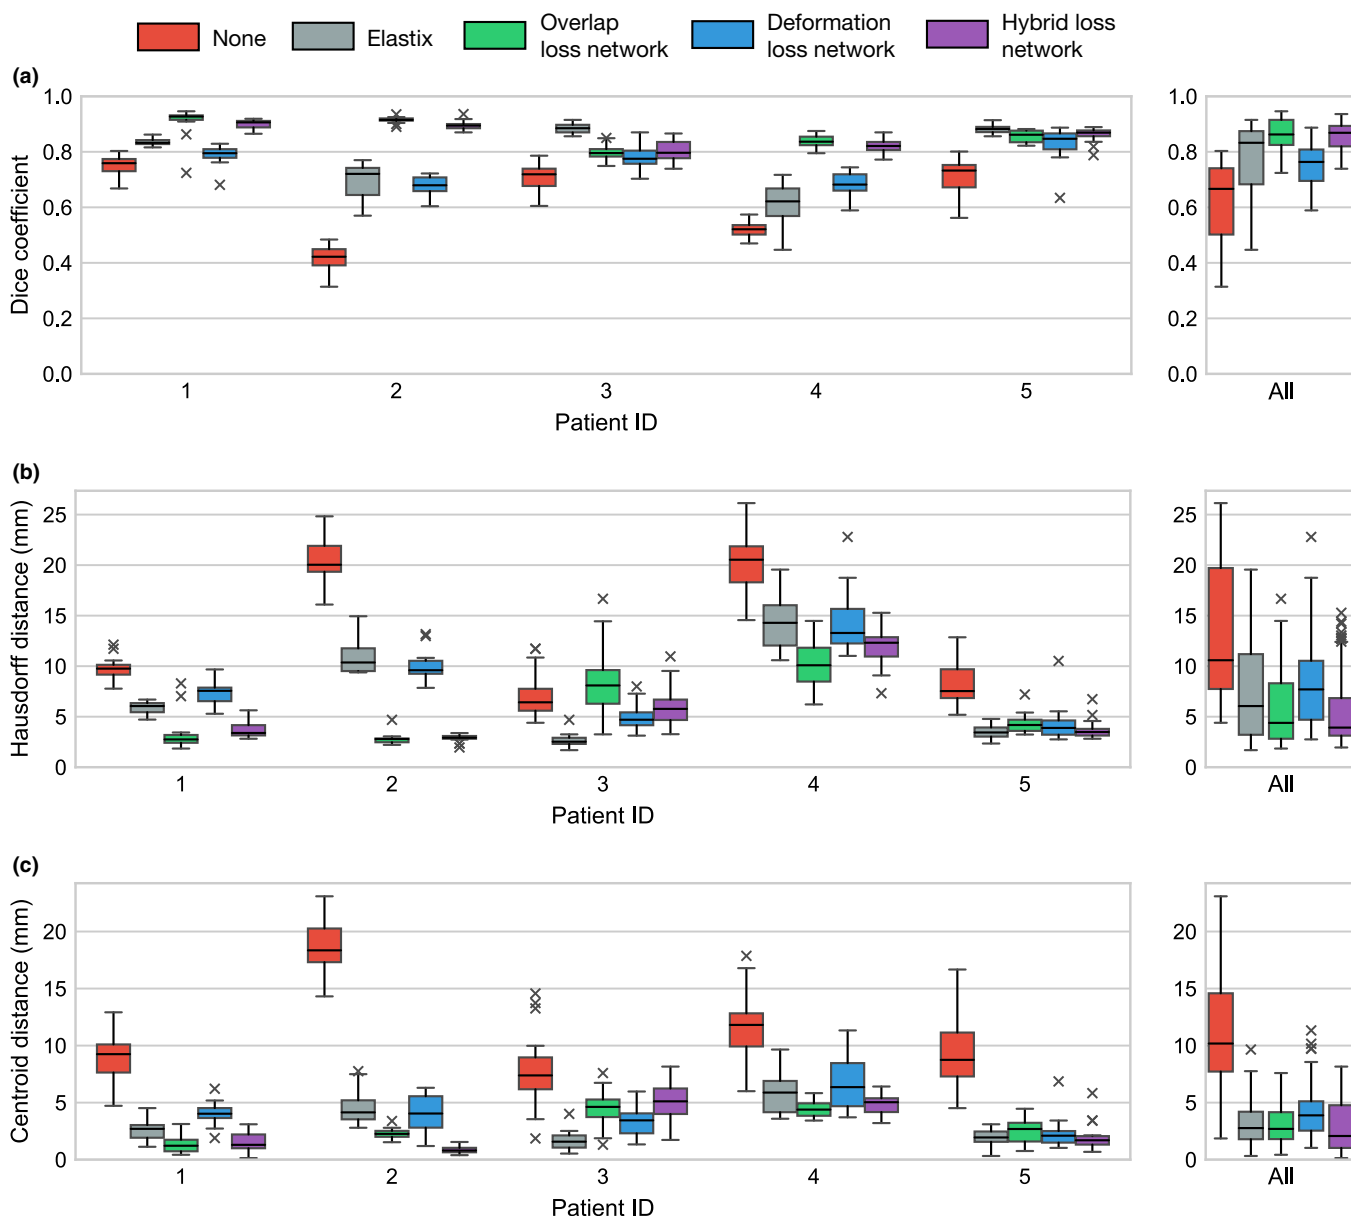 None
Elastix
Overlap
loss network
Deformation
loss network
Hybrid loss
network
(a)
Dice coefficient
1.0
0.8
0.6
0.4
0.2
0.0
1 2 3 4 5
Patient ID
1.0
0.8
0.6
0.4
0.2
0.0
All
(b)
Hausdorff distance (mm)
25
20
15
10
5
0
1 2 3 4 5
Patient ID
25
20
15
10
5
0
All
(c)
Centroid distance (mm)
20
15
10
5
0
1 2 3 4 5
Patient ID
20
15
10
5
0
All